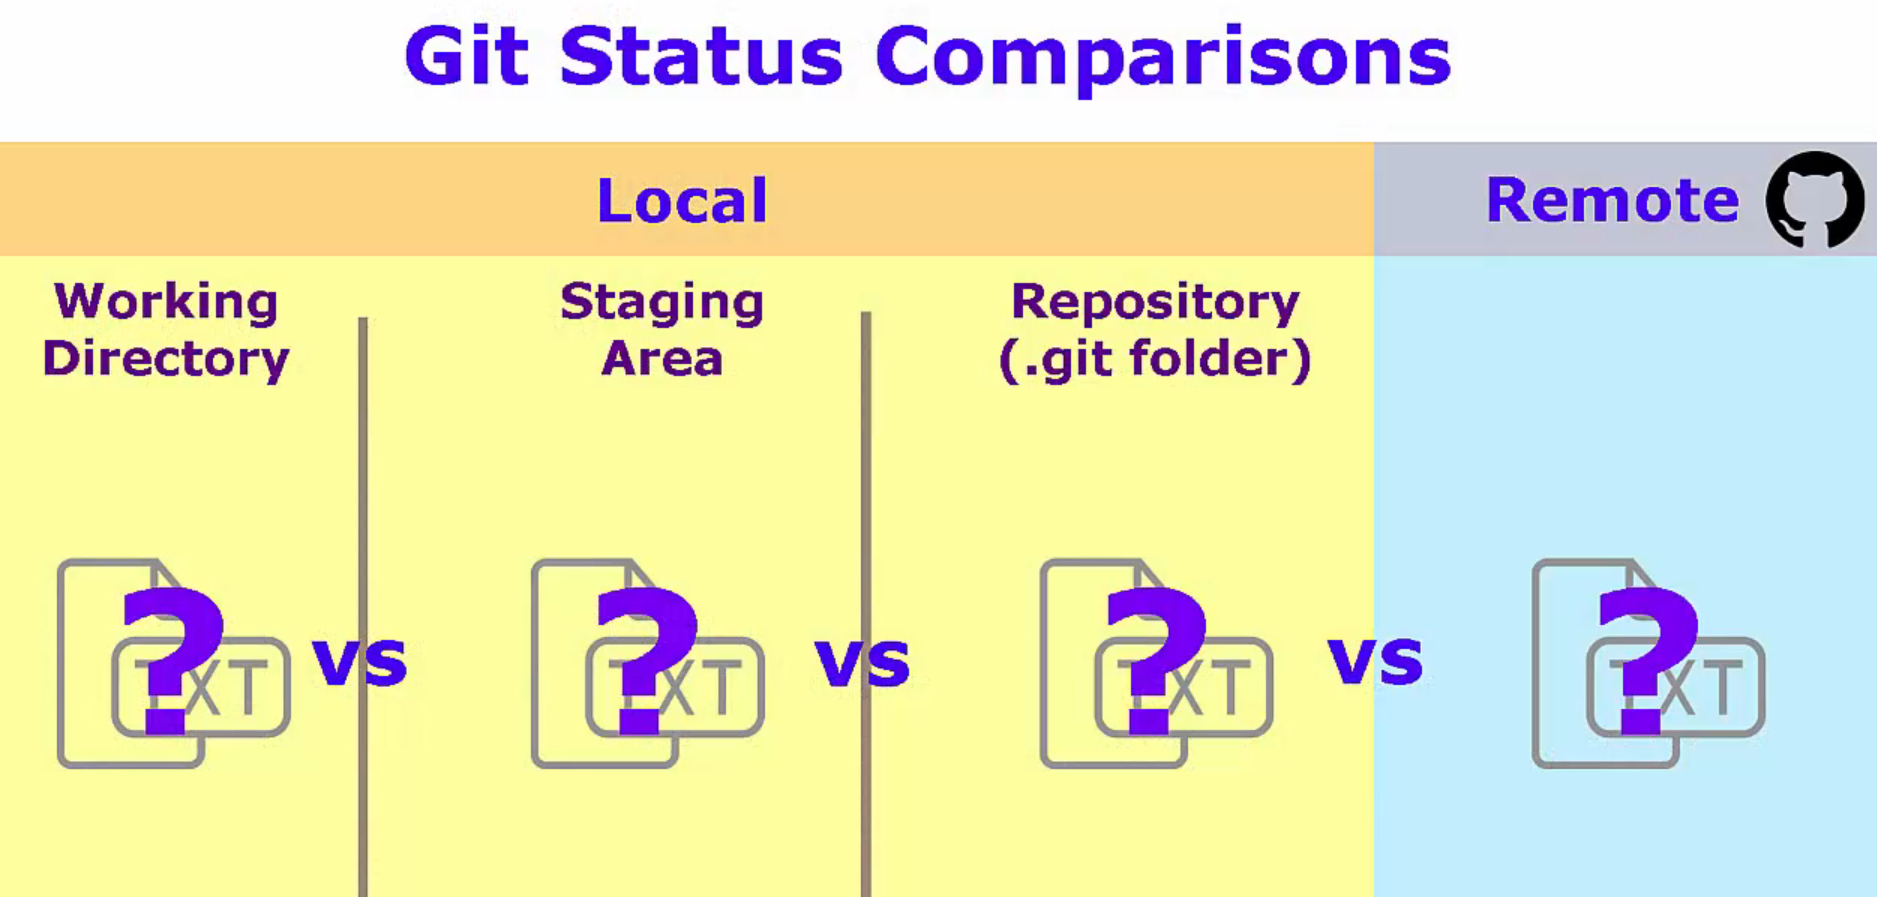 Git Status Comparisons
Local
Remote
Working
Directory
Staging
Area
Repository
(.git folder)
? TXT vs ? TXT vs ? TXT vs ? TXT